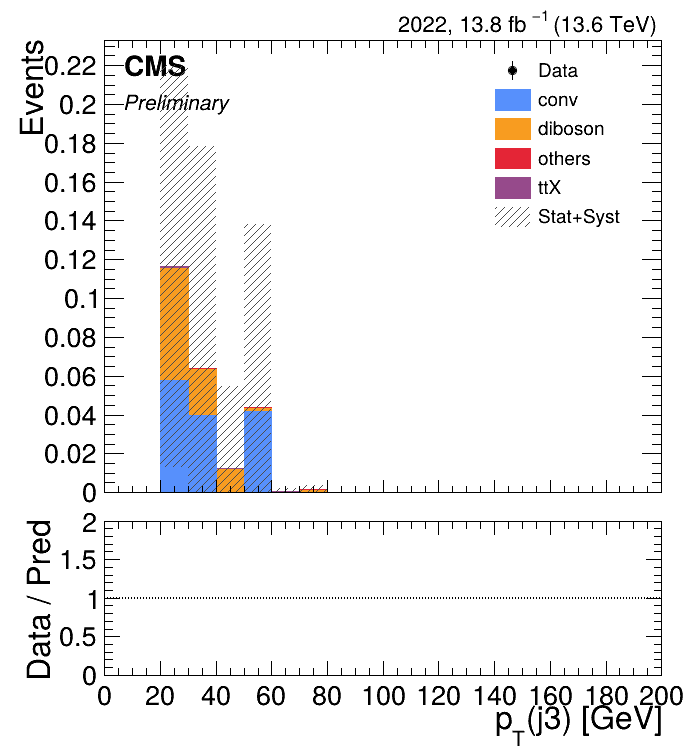 2022, 13.8 fb⁻¹ (13.6 TeV)
Events
CMS
Preliminary
Data
conv
diboson
others
ttX
Stat+Syst
0.22
0.2
0.18
0.16
0.14
0.12
0.1
0.08
0.06
0.04
0.02
0
Data / Pred
2
1.5
1
0.5
0
0 20 40 60 80 100 120 140 160 180 200
p_T(j3) [GeV]